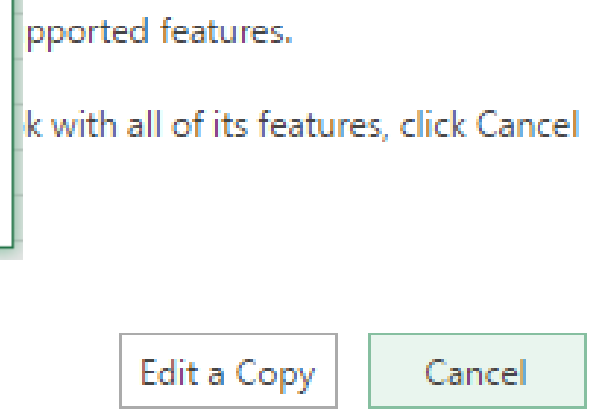 pported features.
k with all of its features, click Cancel
Edit a Copy Cancel